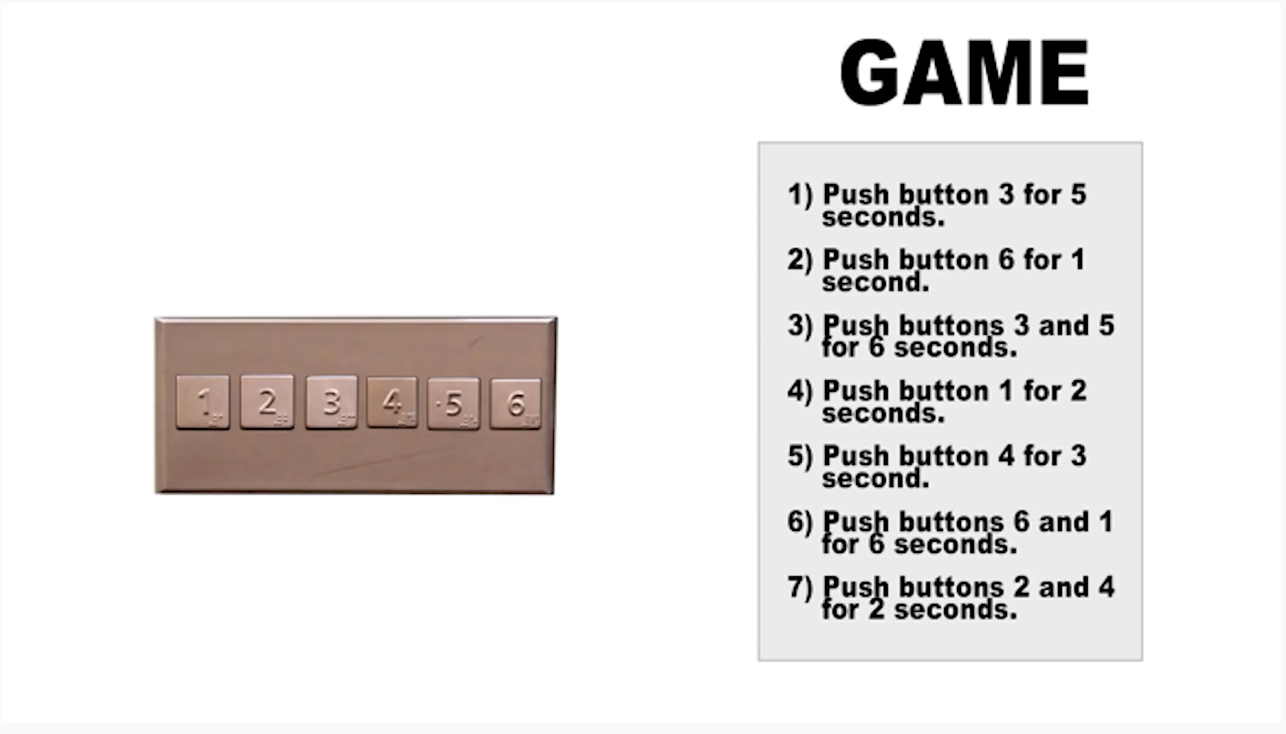 GAME
1) Push button 3 for 5
seconds.
2) Push button 6 for 1
second.
3) Push buttons 3 and 5
for 6 seconds.
4) Push button 1 for 2
seconds.
5) Push button 4 for 3
second.
6) Push buttons 6 and 1
for 6 seconds.
7) Push buttons 2 and 4
for 2 seconds.
1 2 3 4 5 6